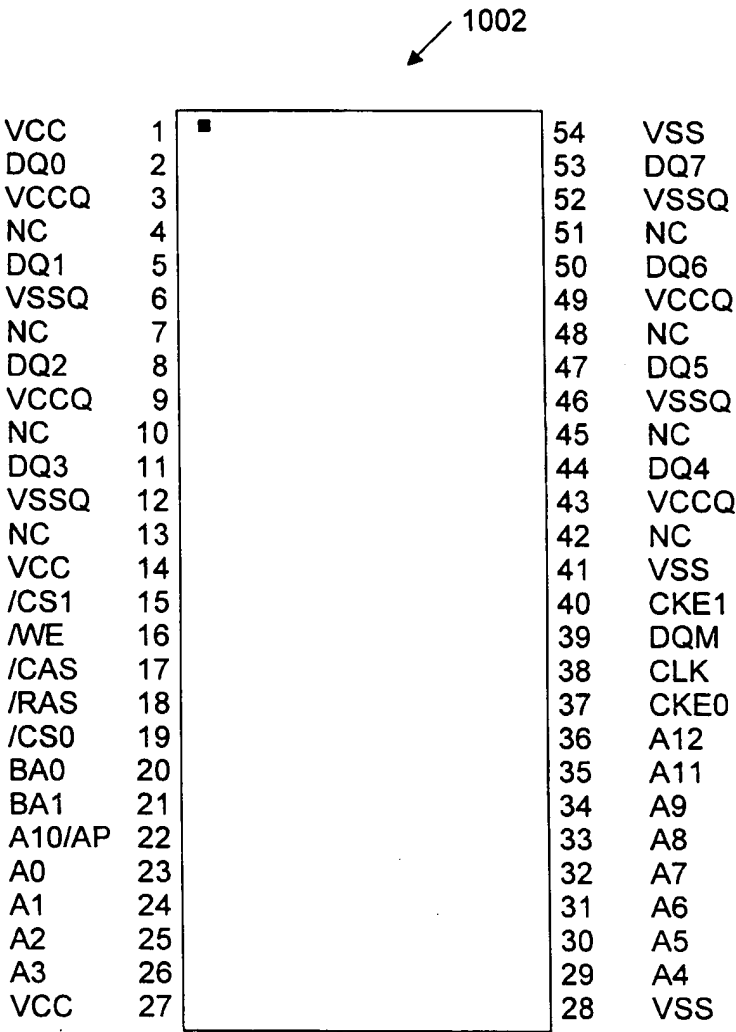 1002
VCC 1 54 VSS
DQ0 2 53 DQ7
VCCQ 3 52 VSSQ
NC 4 51 NC
DQ1 5 50 DQ6
VSSQ 6 49 VCCQ
NC 7 48 NC
DQ2 8 47 DQ5
VCCQ 9 46 VSSQ
NC 10 45 NC
DQ3 11 44 DQ4
VSSQ 12 43 VCCQ
NC 13 42 NC
VCC 14 41 VSS
/CS1 15 40 CKE1
/WE 16 39 DQM
/CAS 17 38 CLK
/RAS 18 37 CKE0
/CS0 19 36 A12
BA0 20 35 A11
BA1 21 34 A9
A10/AP 22 33 A8
A0 23 32 A7
A1 24 31 A6
A2 25 30 A5
A3 26 29 A4
VCC 27 28 VSS